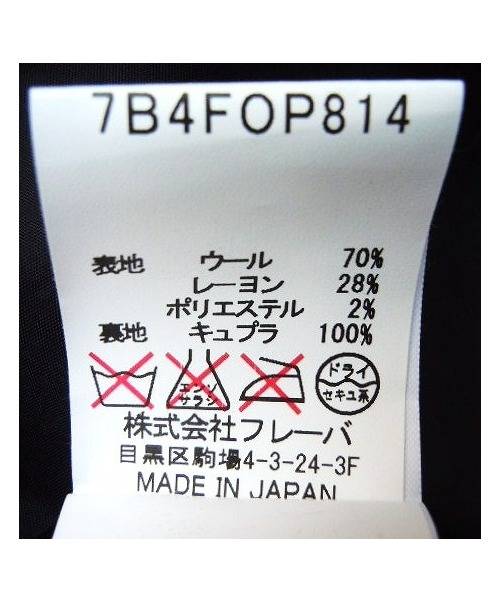 7B4FOP814
表地 ウール 70%
レーヨン 28%
ポリエステル 2%
裏地 キュプラ 100%
エンソ サラシ ドライ セキユ系
株式会社フレーバ
目黒区駒場4-3-24-3F
MADE IN JAPAN